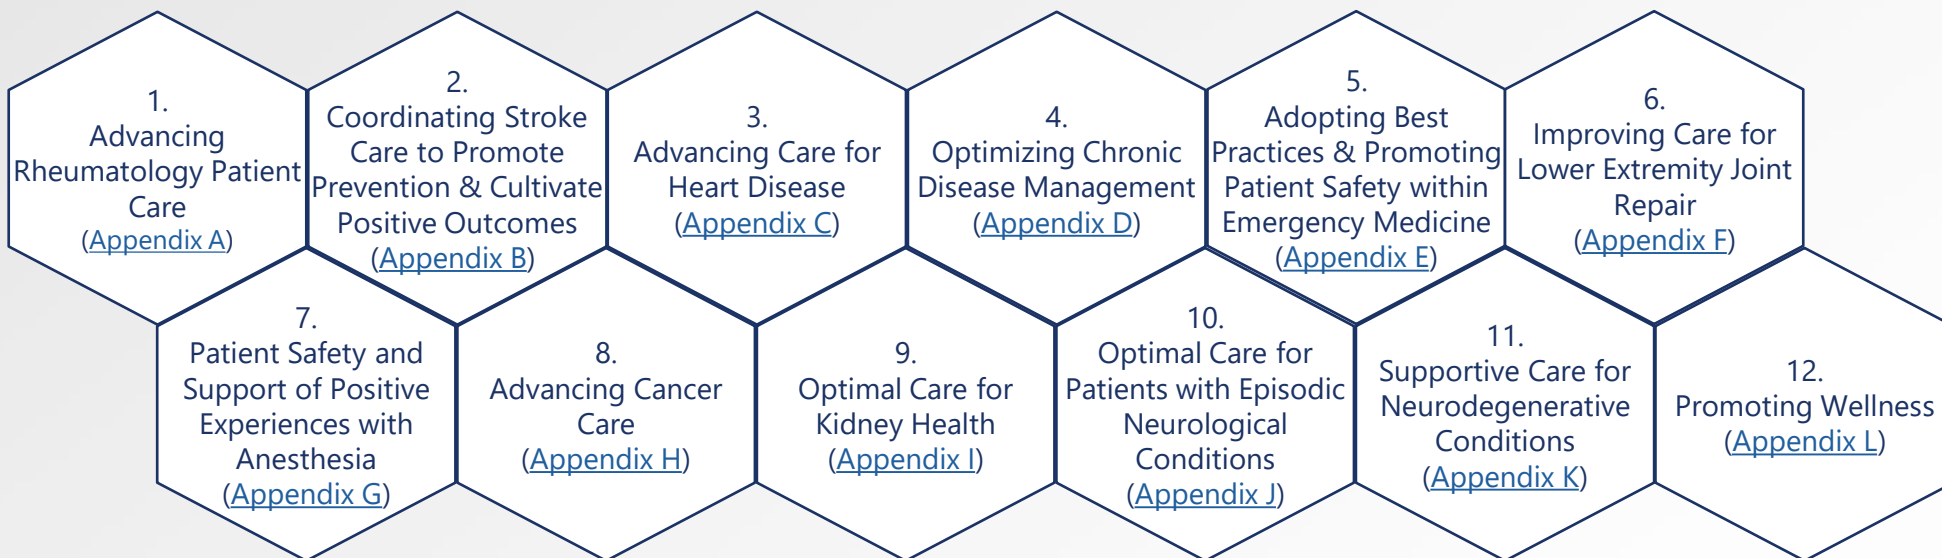 1.
Advancing
Rheumatology Patient
Care
(Appendix A)
2.
Coordinating Stroke
Care to Promote
Prevention & Cultivate
Positive Outcomes
(Appendix B)
3.
Advancing Care for
Heart Disease
(Appendix C)
4.
Optimizing Chronic
Disease Management
(Appendix D)
5.
Adopting Best
Practices & Promoting
Patient Safety within
Emergency Medicine
(Appendix E)
6.
Improving Care for
Lower Extremity Joint
Repair
(Appendix F)
7.
Patient Safety and
Support of Positive
Experiences with
Anesthesia
(Appendix G)
8.
Advancing Cancer
Care
(Appendix H)
9.
Optimal Care for
Kidney Health
(Appendix I)
10.
Optimal Care for
Patients with Episodic
Neurological
Conditions
(Appendix J)
11.
Supportive Care for
Neurodegenerative
Conditions
(Appendix K)
12.
Promoting Wellness
(Appendix L)